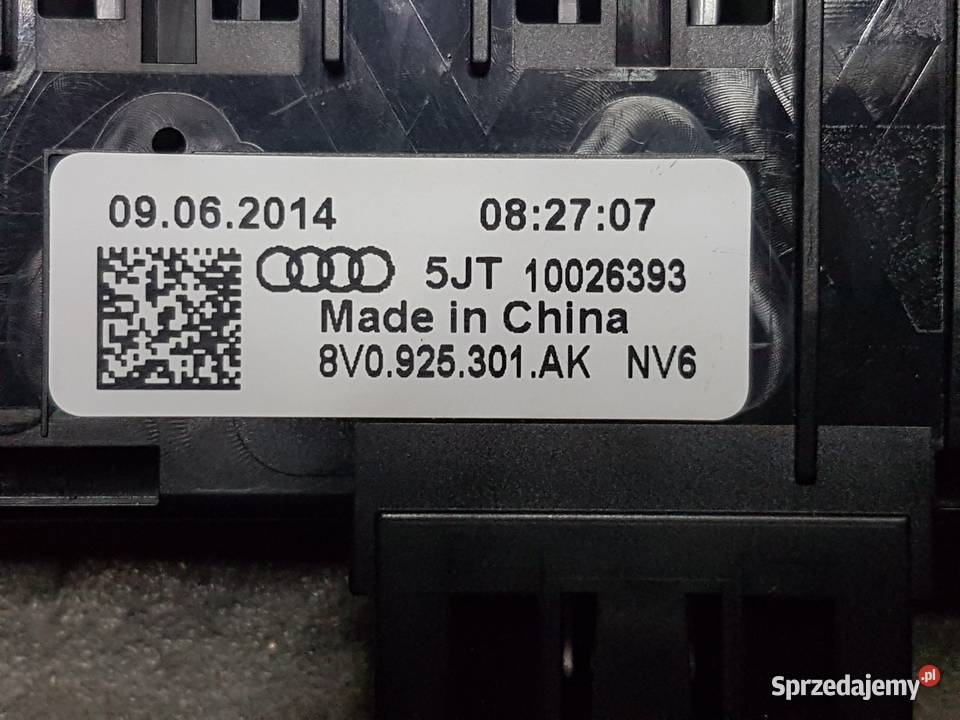 09.06.2014 08:27:07
5JT 10026393
Made in China
8V0.925.301.AK NV6
Sprzedajemy.pl